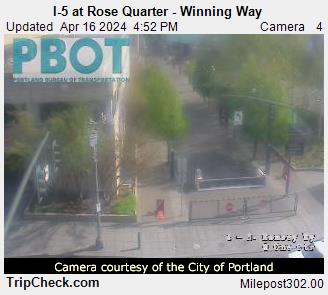 I-5 at Rose Quarter - Winning Way
Updated Apr 16 2024 4:52 PM Camera 4
PBOT
PORTLAND BUREAU OF TRANSPORTATION
Camera courtesy of the City of Portland
TripCheck.com Milepost302.00